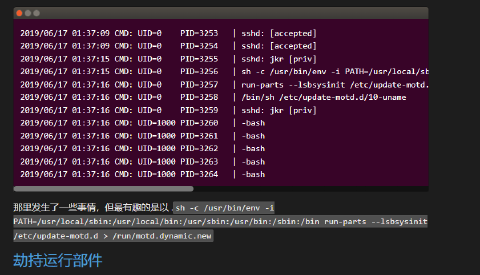 2019/06/17 01:37:09 CMD: UID=0    PID=3253   | sshd: [accepted]
2019/06/17 01:37:09 CMD: UID=0    PID=3254   | sshd: [accepted]
2019/06/17 01:37:15 CMD: UID=0    PID=3255   | sshd: jkr [priv]
2019/06/17 01:37:15 CMD: UID=0    PID=3256   | sh -c /usr/bin/env -i PATH=/usr/local/sb
2019/06/17 01:37:16 CMD: UID=0    PID=3257   | run-parts --lsbsysinit /etc/update-motd.
2019/06/17 01:37:16 CMD: UID=0    PID=3258   | /bin/sh /etc/update-motd.d/10-uname
2019/06/17 01:37:16 CMD: UID=0    PID=3259   | sshd: jkr [priv]
2019/06/17 01:37:16 CMD: UID=1000 PID=3260   | -bash
2019/06/17 01:37:16 CMD: UID=1000 PID=3261   | -bash
2019/06/17 01:37:16 CMD: UID=1000 PID=3262   | -bash
2019/06/17 01:37:16 CMD: UID=1000 PID=3263   | -bash
2019/06/17 01:37:16 CMD: UID=1000 PID=3264   | -bash
那里发生了一些事情，但最有趣的是以 sh -c /usr/bin/env -i
PATH=/usr/local/sbin:/usr/local/bin:/usr/sbin:/usr/bin:/sbin:/bin run-parts --lsbsysinit
/etc/update-motd.d > /run/motd.dynamic.new
劫持运行部件